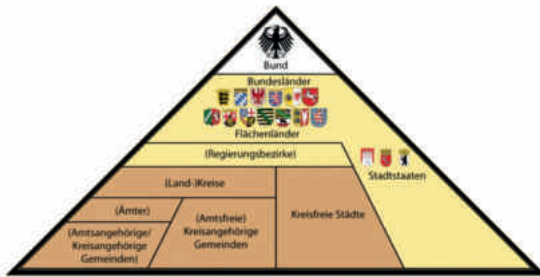 Bund
Bundesländer
Flächenländer
(Regierungsbezirke)
Stadtstaaten
(Land-)Kreise
(Ämter)
(Amtsangehörige/
Kreisangehörige
Gemeinden)
(Amtsfreie)
Kreisangehörige
Gemeinden
Kreisfreie Städte